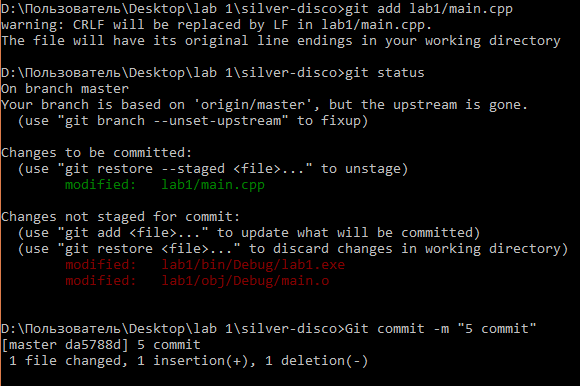 D:\Пользователь\Desktop\lab 1\silver-disco>git add lab1/main.cpp
warning: CRLF will be replaced by LF in lab1/main.cpp.
The file will have its original line endings in your working directory
D:\Пользователь\Desktop\lab 1\silver-disco>git status
On branch master
Your branch is based on 'origin/master', but the upstream is gone.
  (use "git branch --unset-upstream" to fixup)
Changes to be committed:
  (use "git restore --staged <file>..." to unstage)
        modified:   lab1/main.cpp
Changes not staged for commit:
  (use "git add <file>..." to update what will be committed)
  (use "git restore <file>..." to discard changes in working directory)
        modified:   lab1/bin/Debug/lab1.exe
        modified:   lab1/obj/Debug/main.o
D:\Пользователь\Desktop\lab 1\silver-disco>Git commit -m "5 commit"
[master da5788d] 5 commit
 1 file changed, 1 insertion(+), 1 deletion(-)